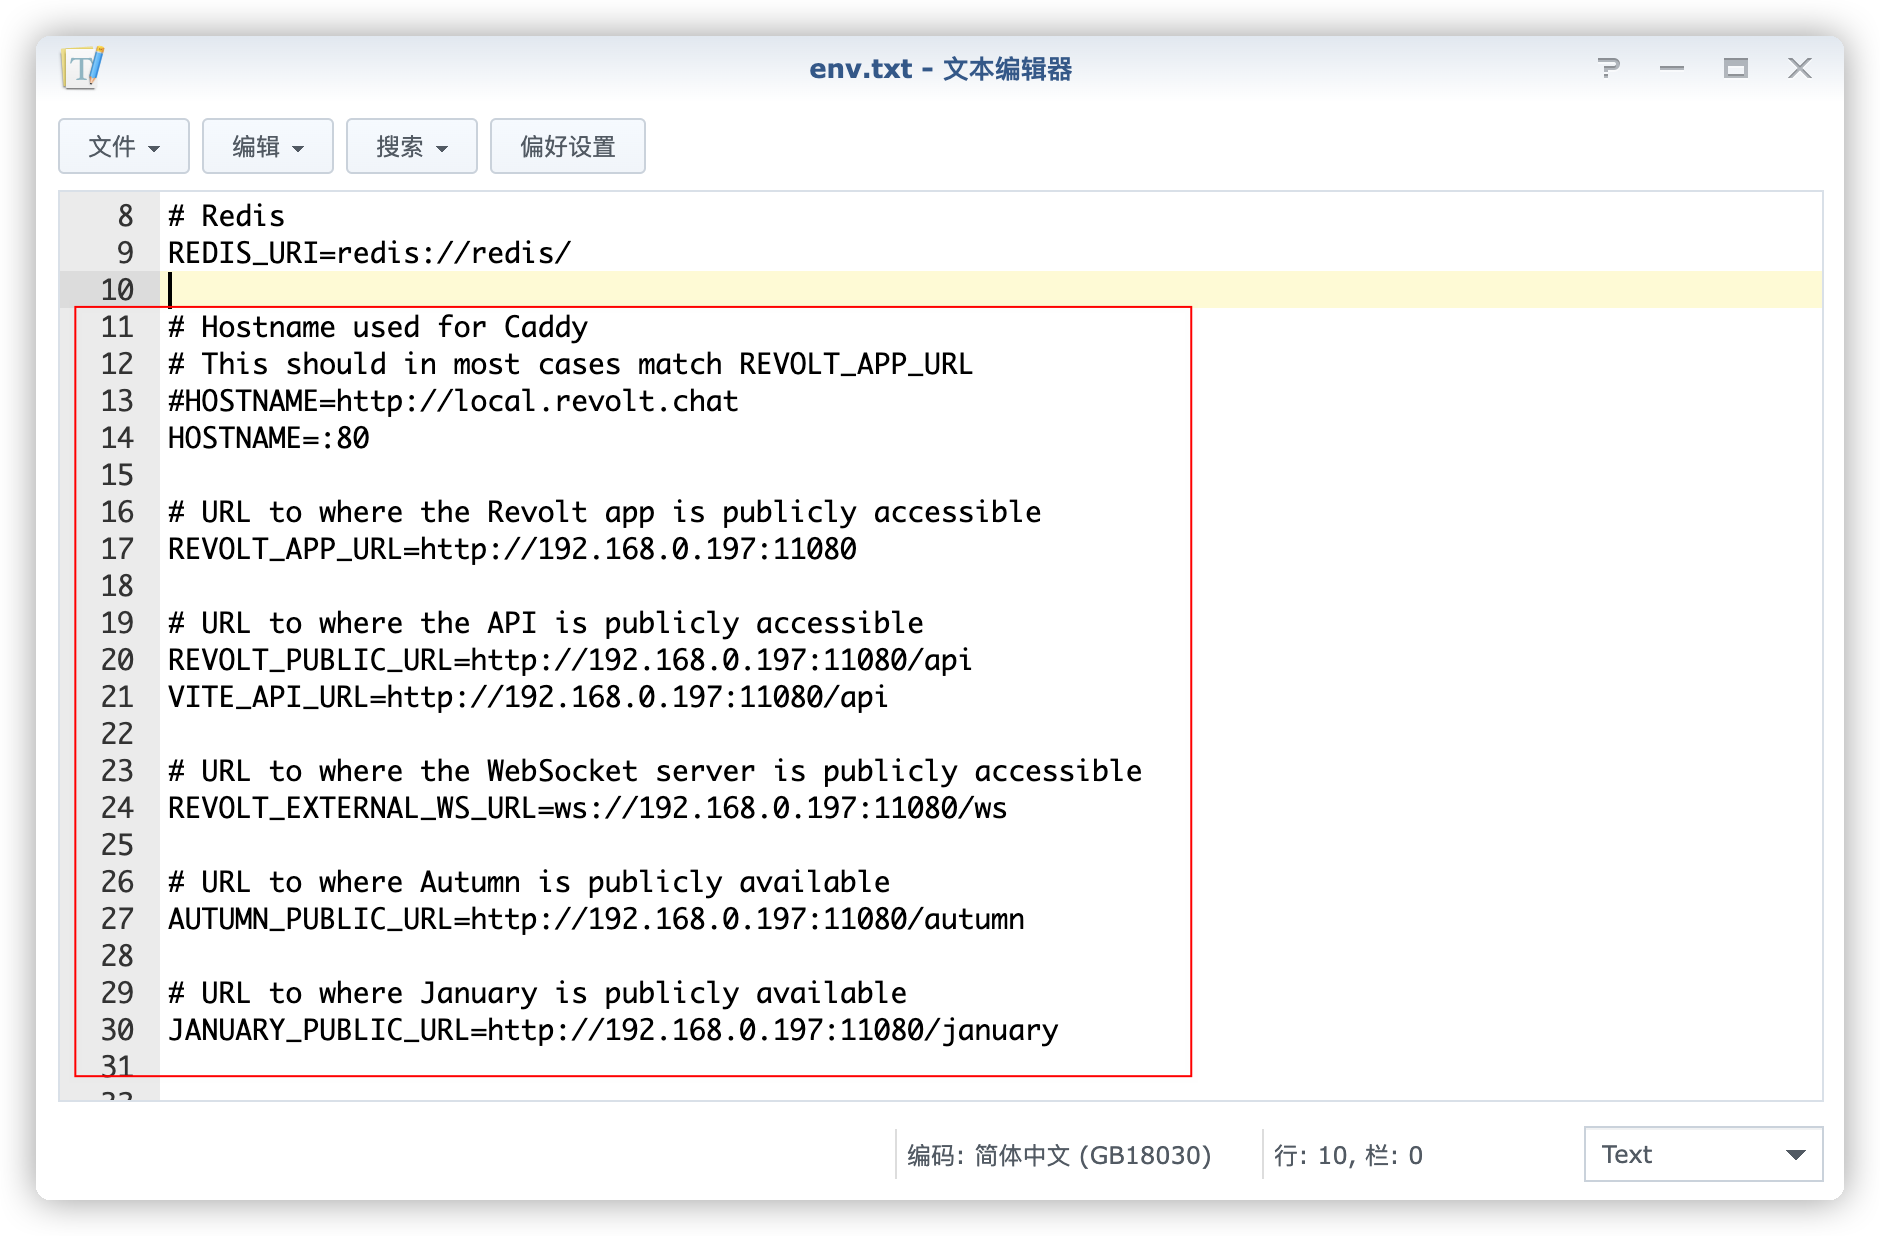 env.txt - 文本编辑器
文件
编辑
搜索
偏好设置
8 # Redis
9 REDIS_URI=redis://redis/
10
11 # Hostname used for Caddy
12 # This should in most cases match REVOLT_APP_URL
13 #HOSTNAME=http://local.revolt.chat
14 HOSTNAME=:80
15
16 # URL to where the Revolt app is publicly accessible
17 REVOLT_APP_URL=http://192.168.0.197:11080
18
19 # URL to where the API is publicly accessible
20 REVOLT_PUBLIC_URL=http://192.168.0.197:11080/api
21 VITE_API_URL=http://192.168.0.197:11080/api
22
23 # URL to where the WebSocket server is publicly accessible
24 REVOLT_EXTERNAL_WS_URL=ws://192.168.0.197:11080/ws
25
26 # URL to where Autumn is publicly available
27 AUTUMN_PUBLIC_URL=http://192.168.0.197:11080/autumn
28
29 # URL to where January is publicly available
30 JANUARY_PUBLIC_URL=http://192.168.0.197:11080/january
31
编码: 简体中文 (GB18030)
行: 10, 栏: 0
Text